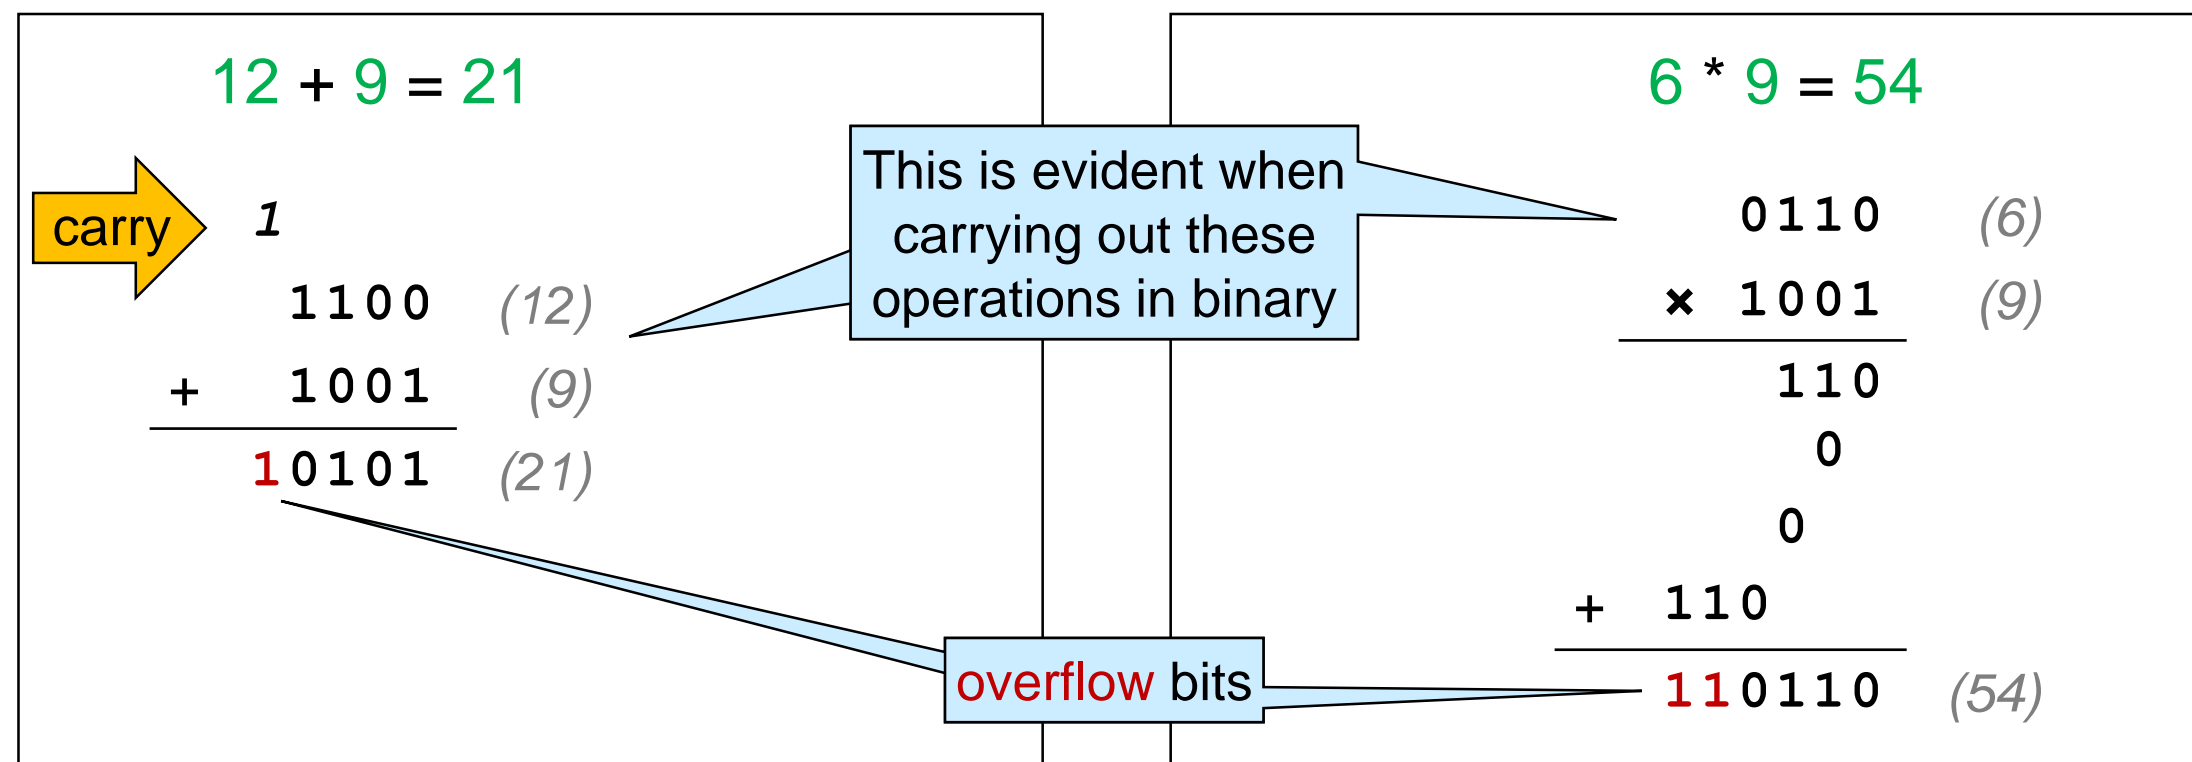 12 + 9 = 21
carry
1
1100 (12)
+ 1001 (9)
10101 (21)
This is evident when
carrying out these
operations in binary
overflow bits
6 * 9 = 54
0110 (6)
× 1001 (9)
110
0
0
+ 110
110110 (54)